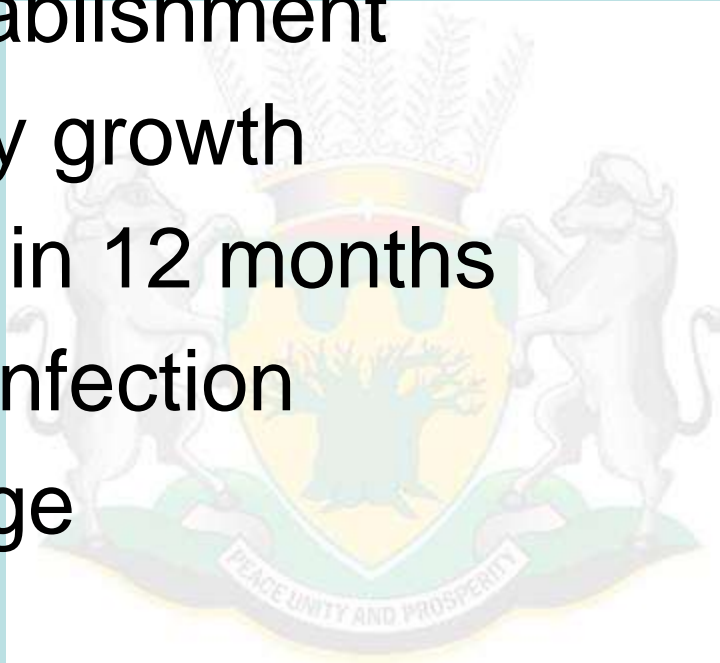 ablishment
y growth
in 12 months
nfection
ge
PEACE UNITY AND PROSPERITY